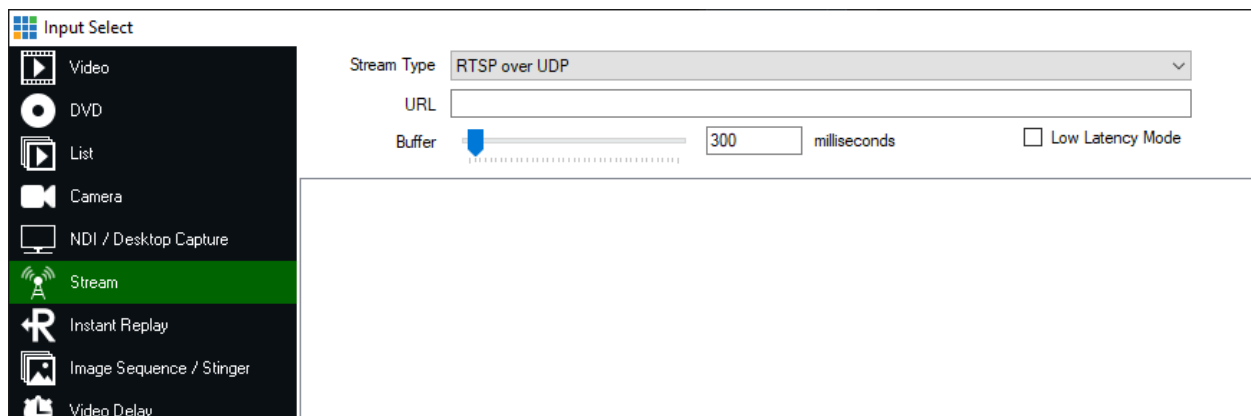 Input Select
Video
DVD
List
Camera
NDI / Desktop Capture
Stream
Instant Replay
Image Sequence / Stinger
Video Delay
Stream Type RTSP over UDP
URL
Buffer 300 milliseconds Low Latency Mode